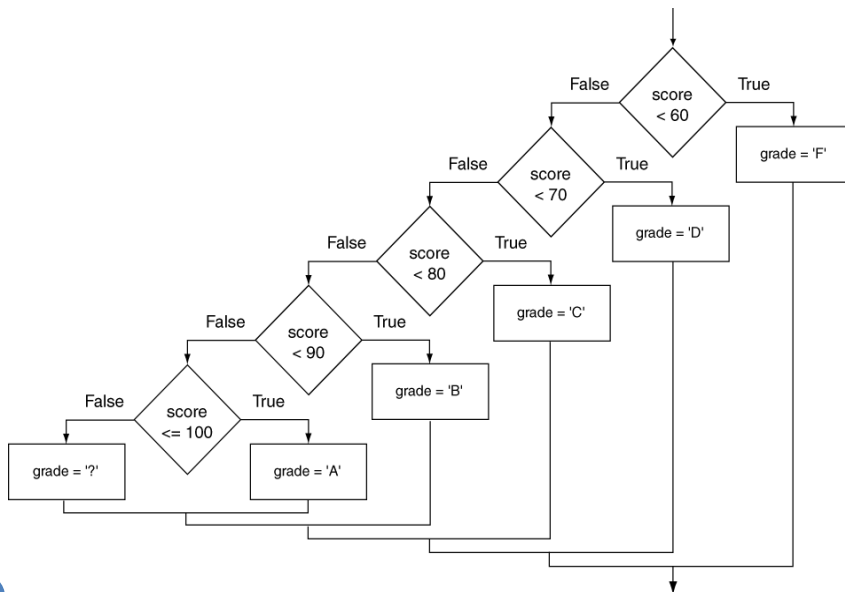 False
True
score
< 60
grade = 'F'
False
True
score
< 70
grade = 'D'
False
True
score
< 80
grade = 'C'
False
True
score
< 90
grade = 'B'
False
True
score
<= 100
grade = '?'
grade = 'A'